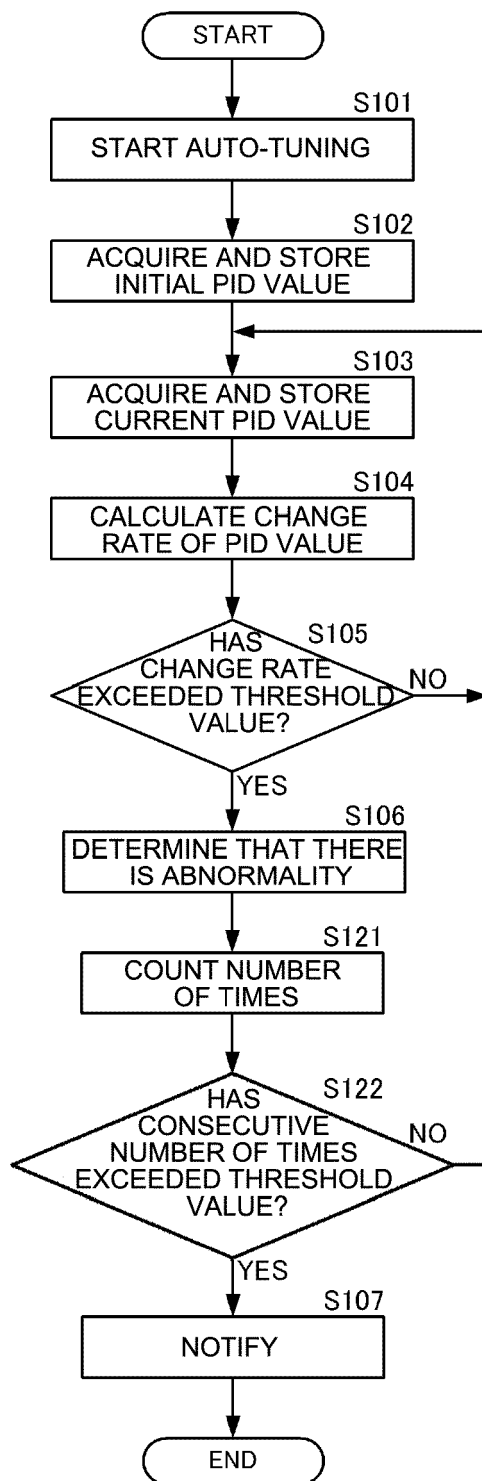 START
S101
START AUTO-TUNING
S102
ACQUIRE AND STORE
INITIAL PID VALUE
S103
ACQUIRE AND STORE
CURRENT PID VALUE
S104
CALCULATE CHANGE
RATE OF PID VALUE
S105
HAS
CHANGE RATE
EXCEEDED THRESHOLD
VALUE?
NO
YES
S106
DETERMINE THAT THERE
IS ABNORMALITY
S121
COUNT NUMBER
OF TIMES
S122
HAS
CONSECUTIVE
NUMBER OF TIMES
EXCEEDED THRESHOLD
VALUE?
NO
YES
S107
NOTIFY
END